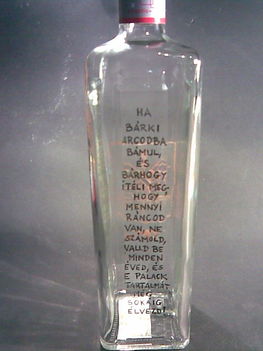 HA
BÁRKI
ARCODBA
BÁMUL,
ÉS
BÁRHOGY
ÍTÉLI MEG,
HOGY
MENNYI
RÁNCOD
VAN, NE
SZÁMOLD,
VALLD BE
MINDEN
ÉVED, ÉS
E PALACK
TARTALMÁT
MÉG
SOKÁIG
ÉLVEZD!